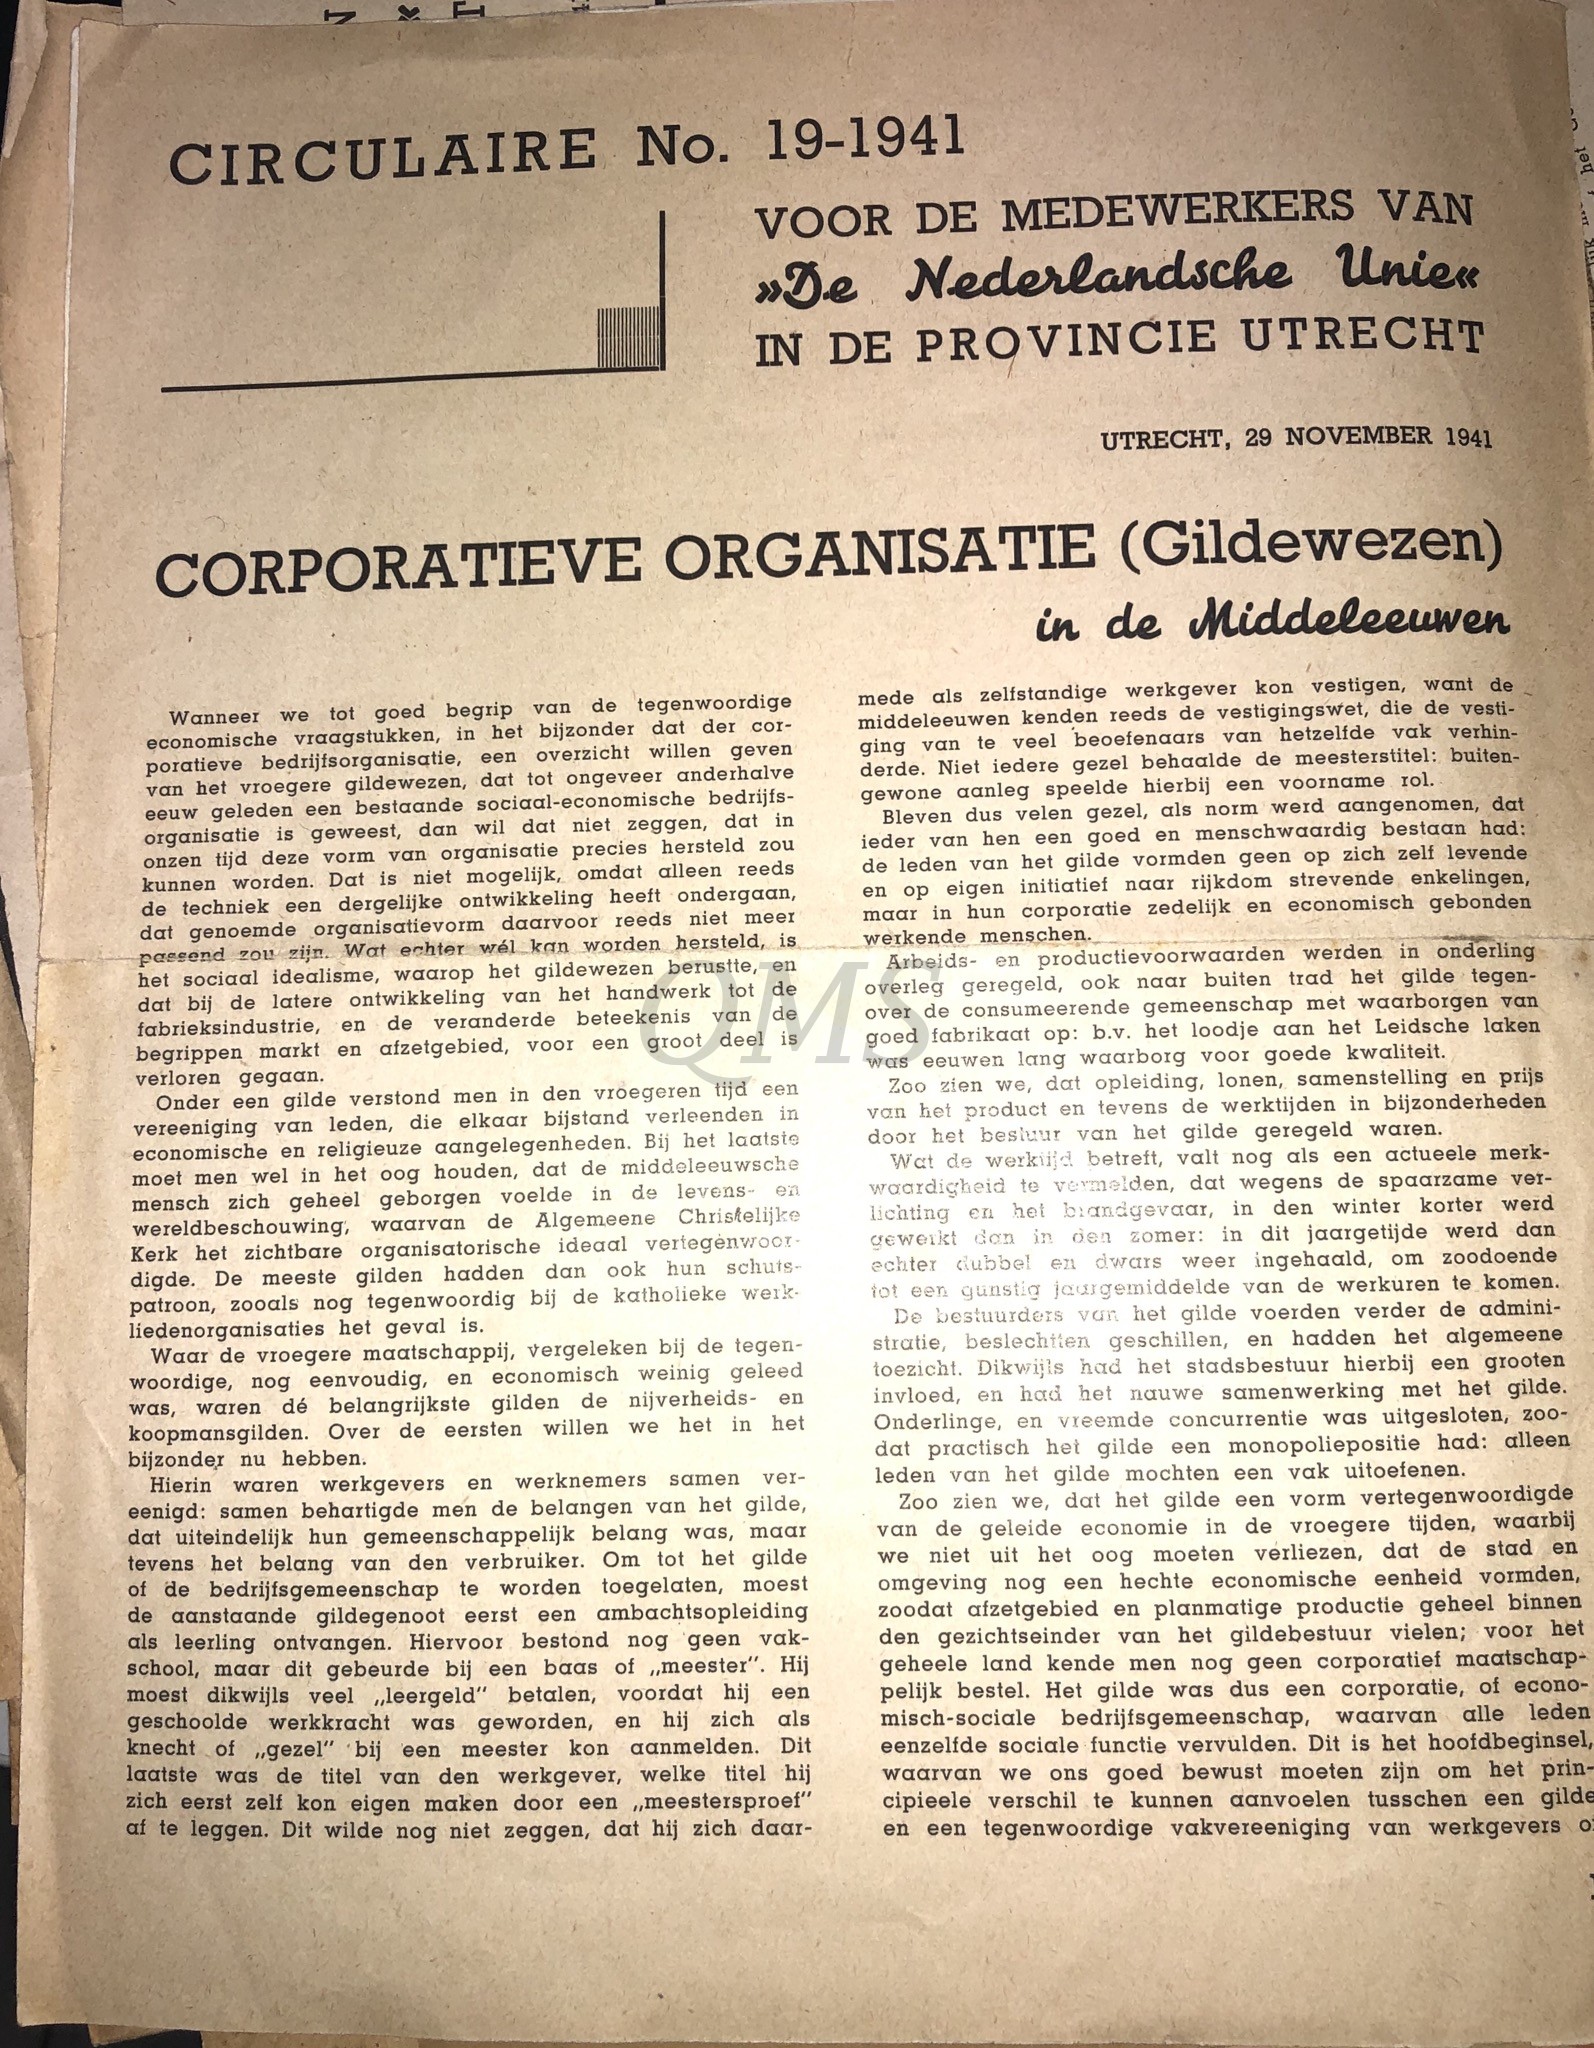 CIRCULAIRE No. 19-1941
VOOR DE MEDEWERKERS VAN
»De Nederlandsche Unie«
IN DE PROVINCIE UTRECHT
UTRECHT, 29 NOVEMBER 1941
CORPORATIEVE ORGANISATIE (Gildewezen)
in de Middeleeuwen
Wanneer we tot goed begrip van de tegenwoordige
economische vraagstukken, in het bijzonder dat der cor-
poratieve bedrijfsorganisatie, een overzicht willen geven
van het vroegere gildewezen, dat tot ongeveer anderhalve
eeuw geleden een bestaande sociaal-economische bedrijfs-
organisatie is geweest, dan wil dat niet zeggen, dat in
onzen tijd deze vorm van organisatie precies hersteld zou
kunnen worden. Dat is niet mogelijk, omdat alleen reeds
de techniek een dergelijke ontwikkeling heeft ondergaan,
dat genoemde organisatievorm daarvoor reeds niet meer
passend zou zijn. Wat echter wél kan worden hersteld, is
het sociaal idealisme, waarop het gildewezen berustte, en
dat bij de latere ontwikkeling van het handwerk tot de
fabrieksindustrie, en de veranderde beteekenis van de
begrippen markt en afzetgebied, voor een groot deel is
verloren gegaan.
Onder een gilde verstond men in den vroegeren tijd een
vereeniging van leden, die elkaar bijstand verleenden in
economische en religieuze aangelegenheden. Bij het laatste
moet men wel in het oog houden, dat de middeleeuwsche
mensch zich geheel geborgen voelde in de levens- en
wereldbeschouwing, waarvan de Algemeene Christelijke
Kerk het zichtbare organisatorische ideaal vertegenwoor-
digde. De meeste gilden hadden dan ook hun schuts-
patroon, zooals nog tegenwoordig bij de katholieke werk-
liedenorganisaties het geval is.
Waar de vroegere maatschappij, vergeleken bij de tegen-
woordige, nog eenvoudig, en economisch weinig geleed
was, waren dé belangrijkste gilden de nijverheids- en
koopmansgilden. Over de eersten willen we het in het
bijzonder nu hebben.
Hierin waren werkgevers en werknemers samen ver-
eenigd: samen behartigde men de belangen van het gilde,
dat uiteindelijk hun gemeenschappelijk belang was, maar
tevens het belang van den verbruiker. Om tot het gilde
of de bedrijfsgemeenschap te worden toegelaten, moest
de aanstaande gildegenoot eerst een ambachtsopleiding
als leerling ontvangen. Hiervoor bestond nog geen vak-
school, maar dit gebeurde bij een baas of „meester”. Hij
moest dikwijls veel „leergeld” betalen, voordat hij een
geschoolde werkkracht was geworden, en hij zich als
knecht of „gezel” bij een meester kon aanmelden. Dit
laatste was de titel van den werkgever, welke titel hij
zich eerst zelf kon eigen maken door een „meestersproef”
af te leggen. Dit wilde nog niet zeggen, dat hij zich daar-
mede als zelfstandige werkgever kon vestigen, want de
middeleeuwen kenden reeds de vestigingswet, die de vesti-
ging van te veel beoefenaars van hetzelfde vak verhin-
derde. Niet iedere gezel behaalde de meesterstitel: buiten-
gewone aanleg speelde hierbij een voorname rol.
Bleven dus velen gezel, als norm werd aangenomen, dat
ieder van hen een goed en menschwaardig bestaan had:
de leden van het gilde vormden geen op zich zelf levende
en op eigen initiatief naar rijkdom strevende enkelingen,
maar in hun corporatie zedelijk en economisch gebonden
werkende menschen.
Arbeids- en productievoorwaarden werden in onderling
overleg geregeld, ook naar buiten trad het gilde tegen-
over de consumeerende gemeenschap met waarborgen van
goed fabrikaat op: b.v. het loodje aan het Leidsche laken
was eeuwen lang waarborg voor goede kwaliteit.
Zoo zien we, dat opleiding, lonen, samenstelling en prijs
van het product en tevens de werktijden in bijzonderheden
door het bestuur van het gilde geregeld waren.
Wat de werktijd betreft, valt nog als een actueele merk-
waardigheid te vermelden, dat wegens de spaarzame ver-
lichting en het brandgevaar, in den winter korter werd
gewerkt dan in den zomer: in dit jaargetijde werd dan
echter dubbel en dwars weer ingehaald, om zoodoende
tot een gunstig jaargemiddelde van de werkuren te komen.
De bestuurders van het gilde voerden verder de admini-
stratie, beslechtten geschillen, en hadden het algemeene
toezicht. Dikwijls had het stadsbestuur hierbij een grooten
invloed, en had het nauwe samenwerking met het gilde.
Onderlinge, en vreemde concurrentie was uitgesloten, zoo-
dat practisch het gilde een monopoliepositie had: alleen
leden van het gilde mochten een vak uitoefenen.
Zoo zien we, dat het gilde een vorm vertegenwoordigde
van de geleide economie in de vroegere tijden, waarbij
we niet uit het oog moeten verliezen, dat de stad en
omgeving nog een hechte economische eenheid vormden,
zoodat afzetgebied en planmatige productie geheel binnen
den gezichtseinder van het gildebestuur vielen; voor het
geheele land kende men nog geen corporatief maatschap-
pelijk bestel. Het gilde was dus een corporatie, of econo-
misch-sociale bedrijfsgemeenschap, waarvan alle leden
eenzelfde sociale functie vervulden. Dit is het hoofdbeginsel,
waarvan we ons goed bewust moeten zijn om het prin-
cipieele verschil te kunnen aanvoelen tusschen een gilde
en een tegenwoordige vakvereeniging van werkgevers
QMS